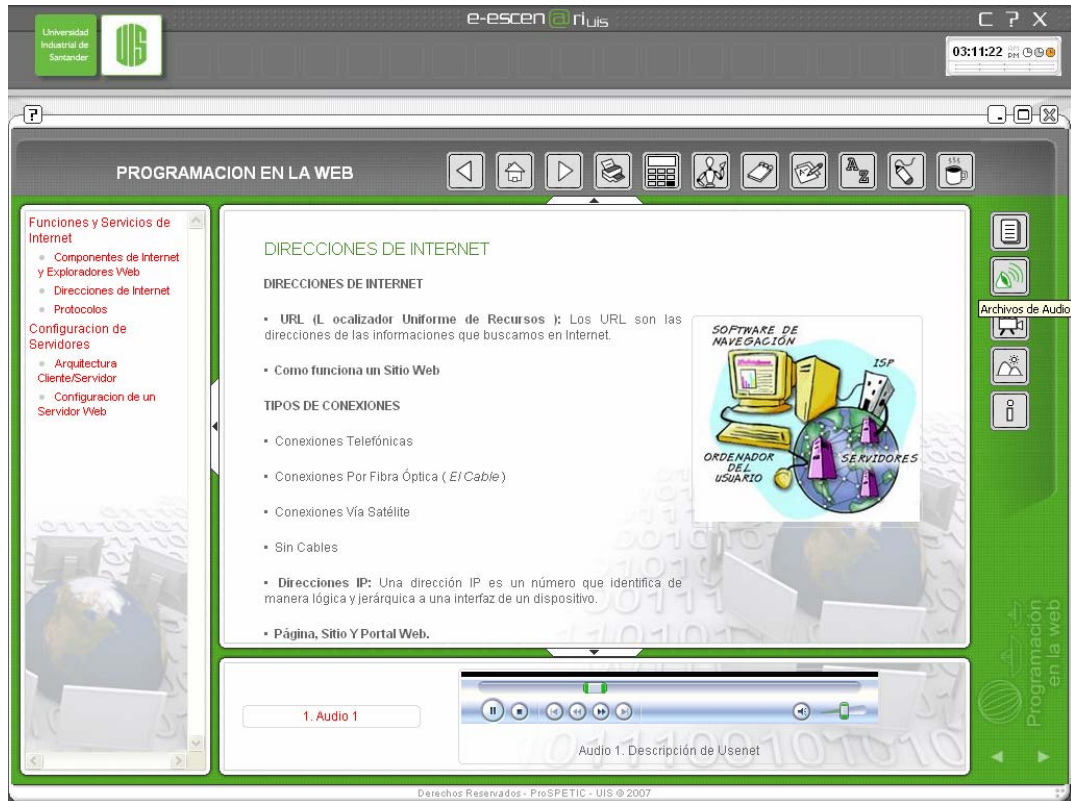 e-escen@riuis
C ? X
Universidad
Industrial de
Santander
UIS
03:11:22 am
PM
?
PROGRAMACION EN LA WEB
A
Z
Funciones y Servicios de
Internet
Componentes de Internet
y Exploradores Web
Direcciones de Internet
Protocolos
Configuracion de
Servidores
Arquitectura
Cliente/Servidor
Configuracion de un
Servidor Web
DIRECCIONES DE INTERNET
DIRECCIONES DE INTERNET
• URL (L ocalizador Uniforme de Recursos ): Los URL son las
direcciones de las informaciones que buscamos en Internet.
• Como funciona un Sitio Web
TIPOS DE CONEXIONES
• Conexiones Telefónicas
• Conexiones Por Fibra Óptica ( El Cable )
• Conexiones Vía Satélite
• Sin Cables
• Direcciones IP: Una dirección IP es un número que identifica de
manera lógica y jerárquica a una interfaz de un dispositivo.
• Página, Sitio Y Portal Web.
SOFTWARE DE
NAVEGACIÓN
ISP
ORDENADOR
DEL
USUARIO
SERVIDORES
Archivos de Audio
Programación
en la web
1. Audio 1
Audio 1. Descripción de Usenet
Derechos Reservados - ProSPETIC - UIS @ 2007